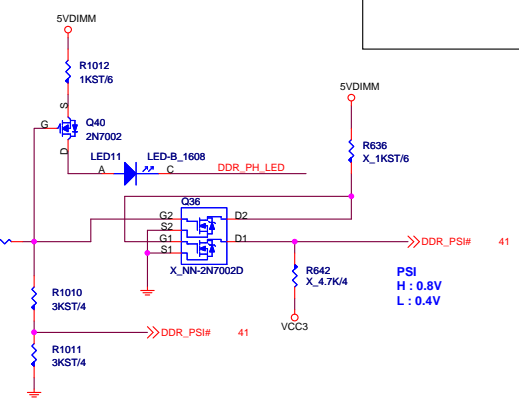 5VDIMM
R1012
1KST/6
S
G
Q40
2N7002
D
LED11 LED-B_1608
A C DDR_PH_LED
5VDIMM
R636
X_1KST/6
Q36
G2 D2
S2
G1 D1
S1
X_NN-2N7002D
DDR_PSI# 41
R642
X_4.7K/4
VCC3
PSI
H : 0.8V
L : 0.4V
R1010
3KST/4
DDR_PSI# 41
R1011
3KST/4